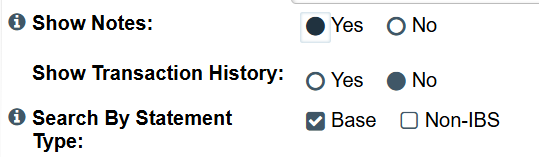 Show Notes: Yes No
Show Transaction History: Yes No
Search By Statement Base Non-IBS
Type: